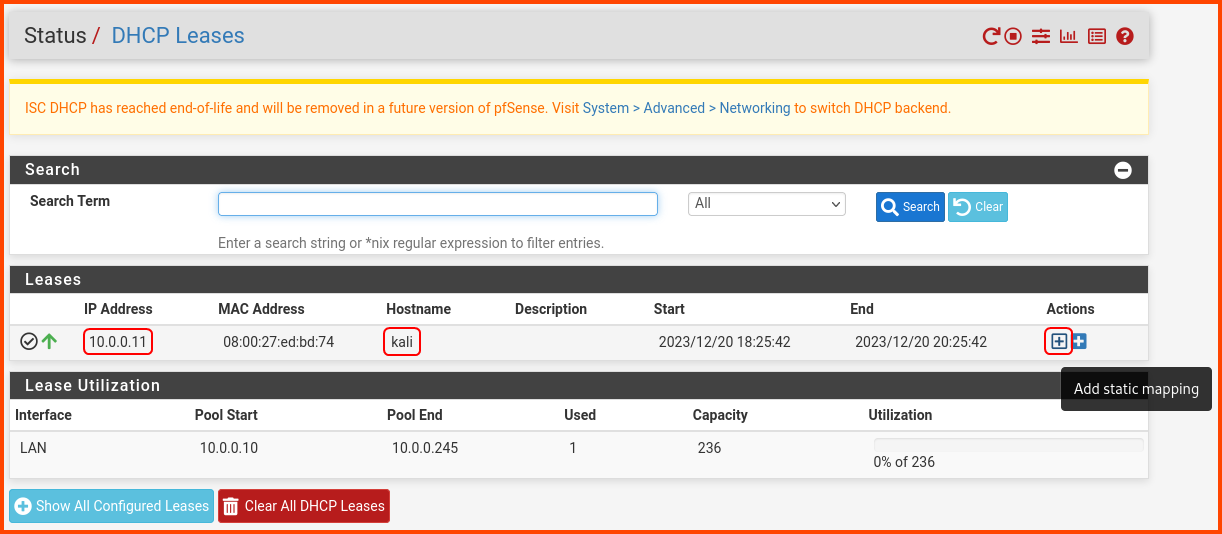 Status / DHCP Leases
ISC DHCP has reached end-of-life and will be removed in a future version of pfSense. Visit System > Advanced > Networking to switch DHCP backend.
Search
Search Term All Search Clear
Enter a search string or *nix regular expression to filter entries.
Leases
IP Address MAC Address Hostname Description Start End Actions
10.0.0.11 08:00:27:ed:bd:74 kali 2023/12/20 18:25:42 2023/12/20 20:25:42
Add static mapping
Lease Utilization
Interface Pool Start Pool End Used Capacity Utilization
LAN 10.0.0.10 10.0.0.245 1 236
0% of 236
Show All Configured Leases Clear All DHCP Leases